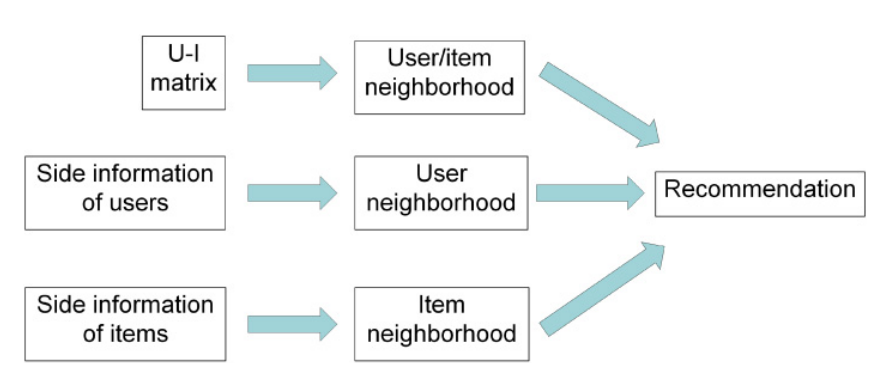 U-I
matrix
User/item
neighborhood
Side information
of users
User
neighborhood
Recommendation
Side information
of items
Item
neighborhood